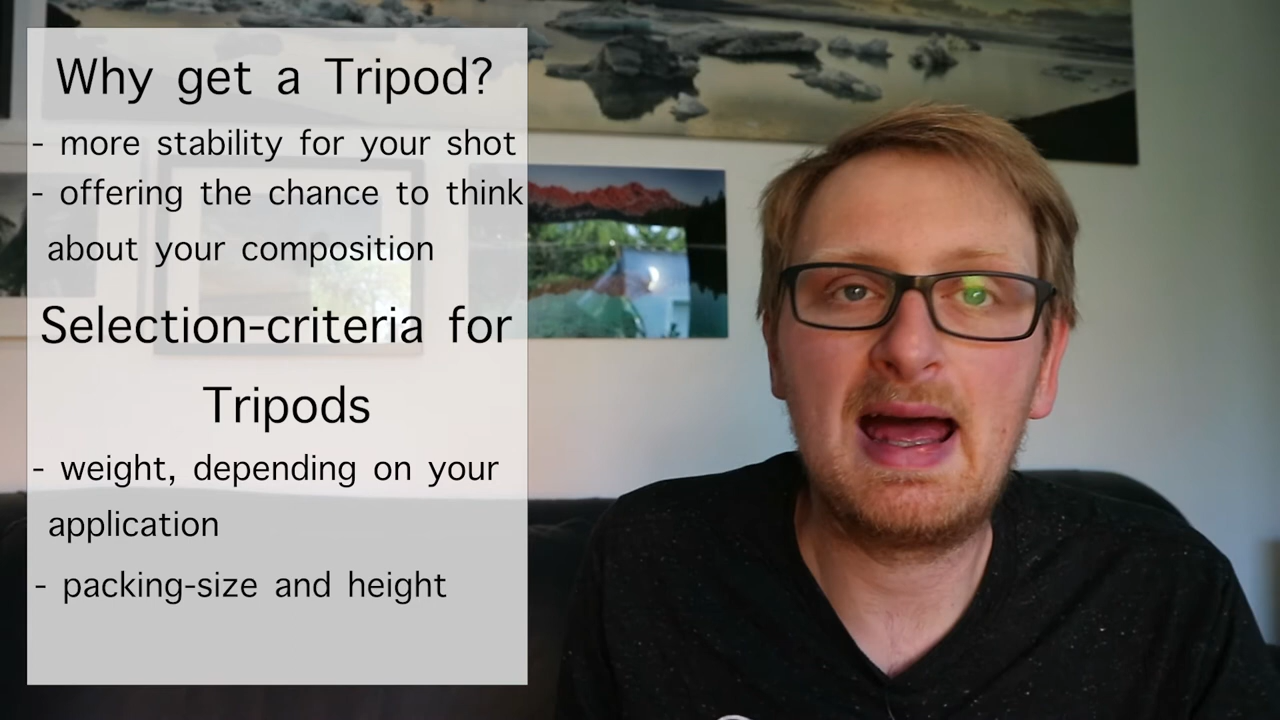 Why get a Tripod?
- more stability for your shot
- offering the chance to think
about your composition
Selection-criteria for
Tripods
- weight, depending on your
application
- packing-size and height